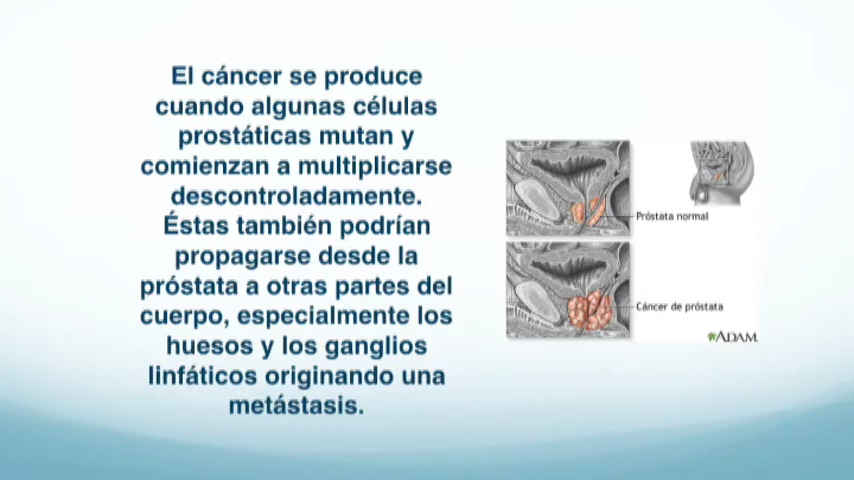 El cáncer se produce
cuando algunas células
prostáticas mutan y
comienzan a multiplicarse
descontroladamente.
Éstas también podrían
propagarse desde la
próstata a otras partes del
cuerpo, especialmente los
huesos y los ganglios
linfáticos originando una
metástasis.
Próstata normal
Cáncer de próstata
ADAM.